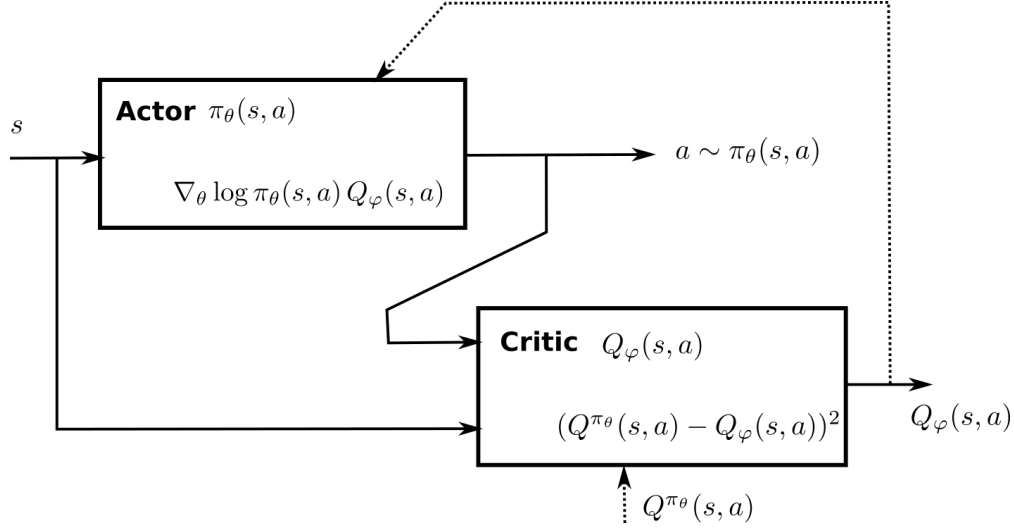 s
Actor π_θ(s, a)
∇_θ log π_θ(s, a) Q_φ(s, a)
a ∼ π_θ(s, a)
Critic Q_φ(s, a)
(Q^{π_θ}(s, a) − Q_φ(s, a))²
Q_φ(s, a)
Q^{π_θ}(s, a)